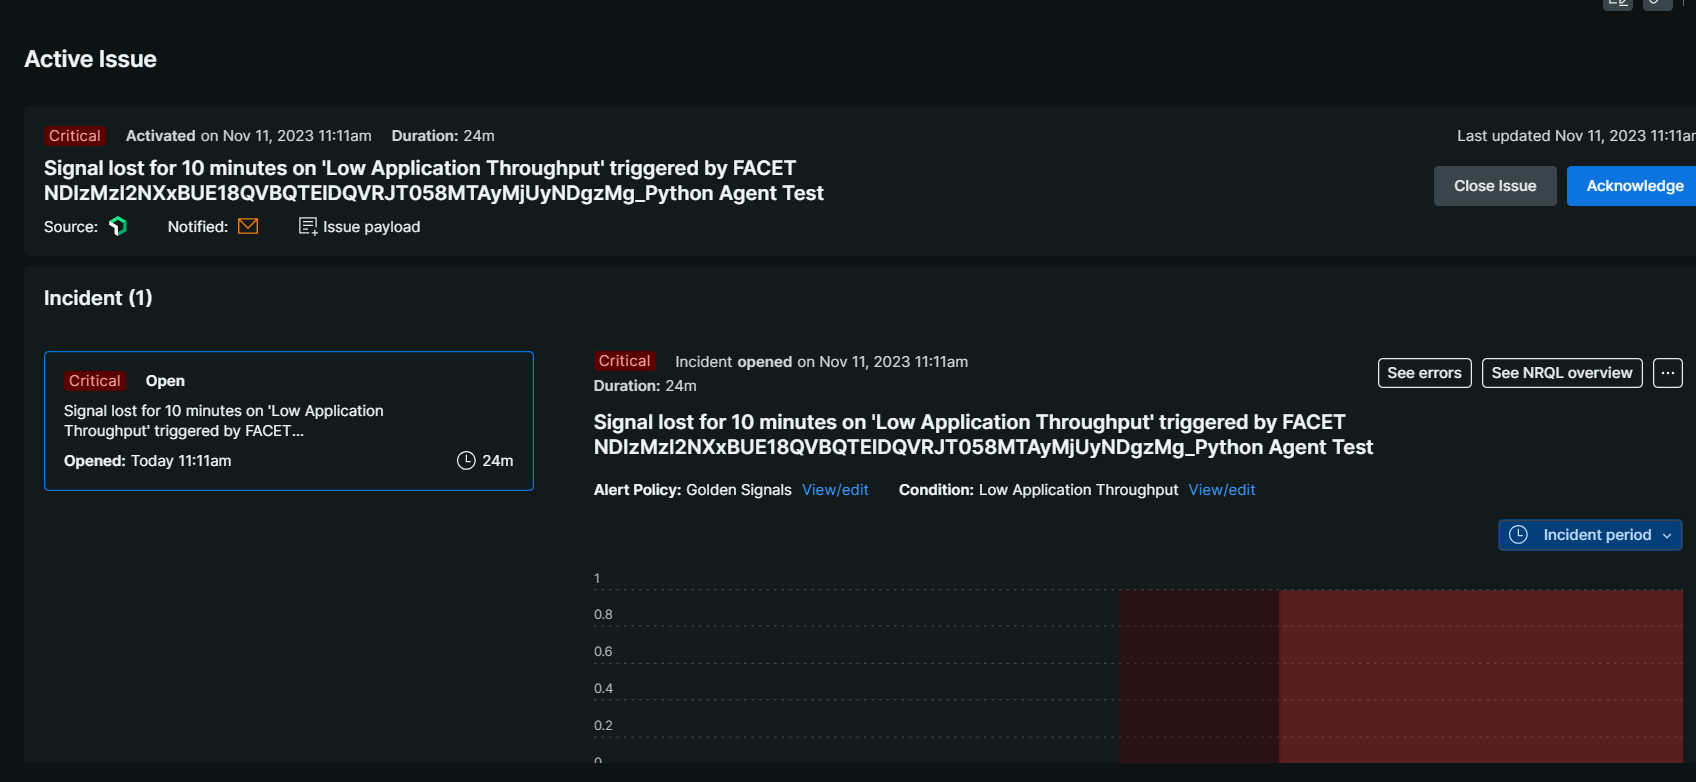 Active Issue
Critical Activated on Nov 11, 2023 11:11am Duration: 24m
Last updated Nov 11, 2023 11:11am
Signal lost for 10 minutes on 'Low Application Throughput' triggered by FACET
NDIzMzI2NXxBUE18QVBQTElDQVRJT058MTAyMjUyNDgzMg_Python Agent Test
Close Issue Acknowledge
Source: Notified: Issue payload
Incident (1)
Critical Open
Signal lost for 10 minutes on 'Low Application
Throughput' triggered by FACET...
Opened: Today 11:11am 24m
Critical Incident opened on Nov 11, 2023 11:11am
Duration: 24m
See errors See NRQL overview ...
Signal lost for 10 minutes on 'Low Application Throughput' triggered by FACET
NDIzMzI2NXxBUE18QVBQTElDQVRJT058MTAyMjUyNDgzMg_Python Agent Test
Alert Policy: Golden Signals View/edit Condition: Low Application Throughput View/edit
Incident period
1
0.8
0.6
0.4
0.2
0